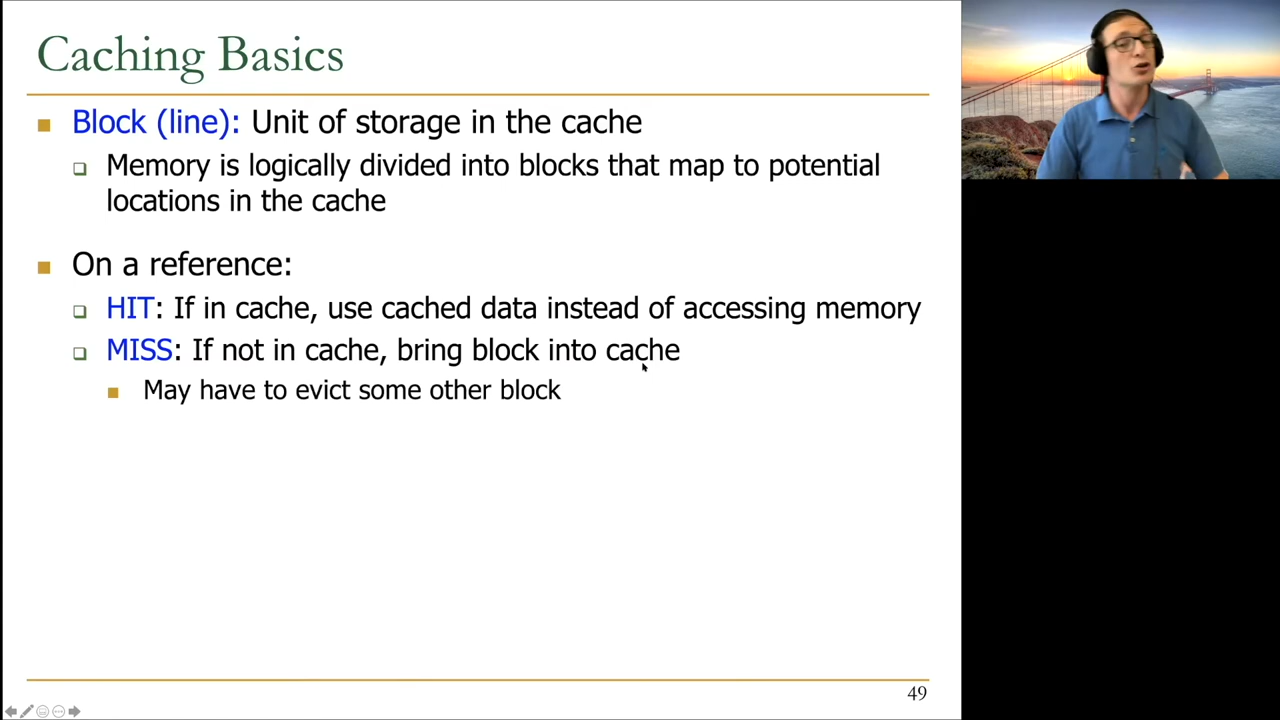 Caching Basics
Block (line): Unit of storage in the cache
Memory is logically divided into blocks that map to potential
locations in the cache
On a reference:
HIT: If in cache, use cached data instead of accessing memory
MISS: If not in cache, bring block into cache
May have to evict some other block
49